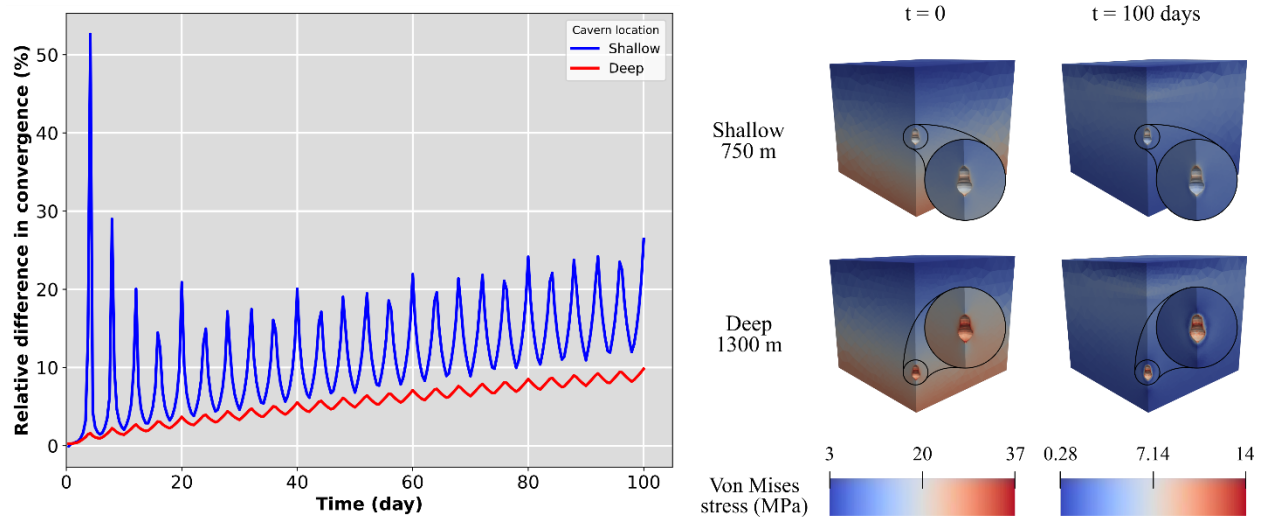 Relative difference in convergence (%)
50
40
30
20
10
0
0
20
40
60
80
100
Time (day)
Cavern location
Shallow
Deep
t = 0
t = 100 days
Shallow
750 m
Deep
1300 m
Von Mises
stress (MPa)
3
20
37
0.28
7.14
14